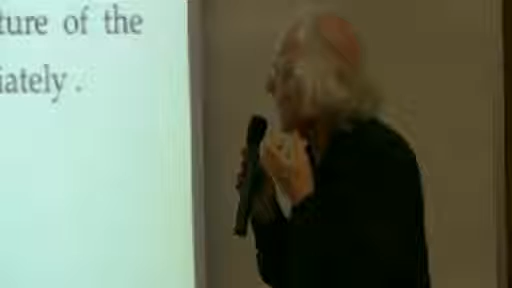 ture of the
iately .